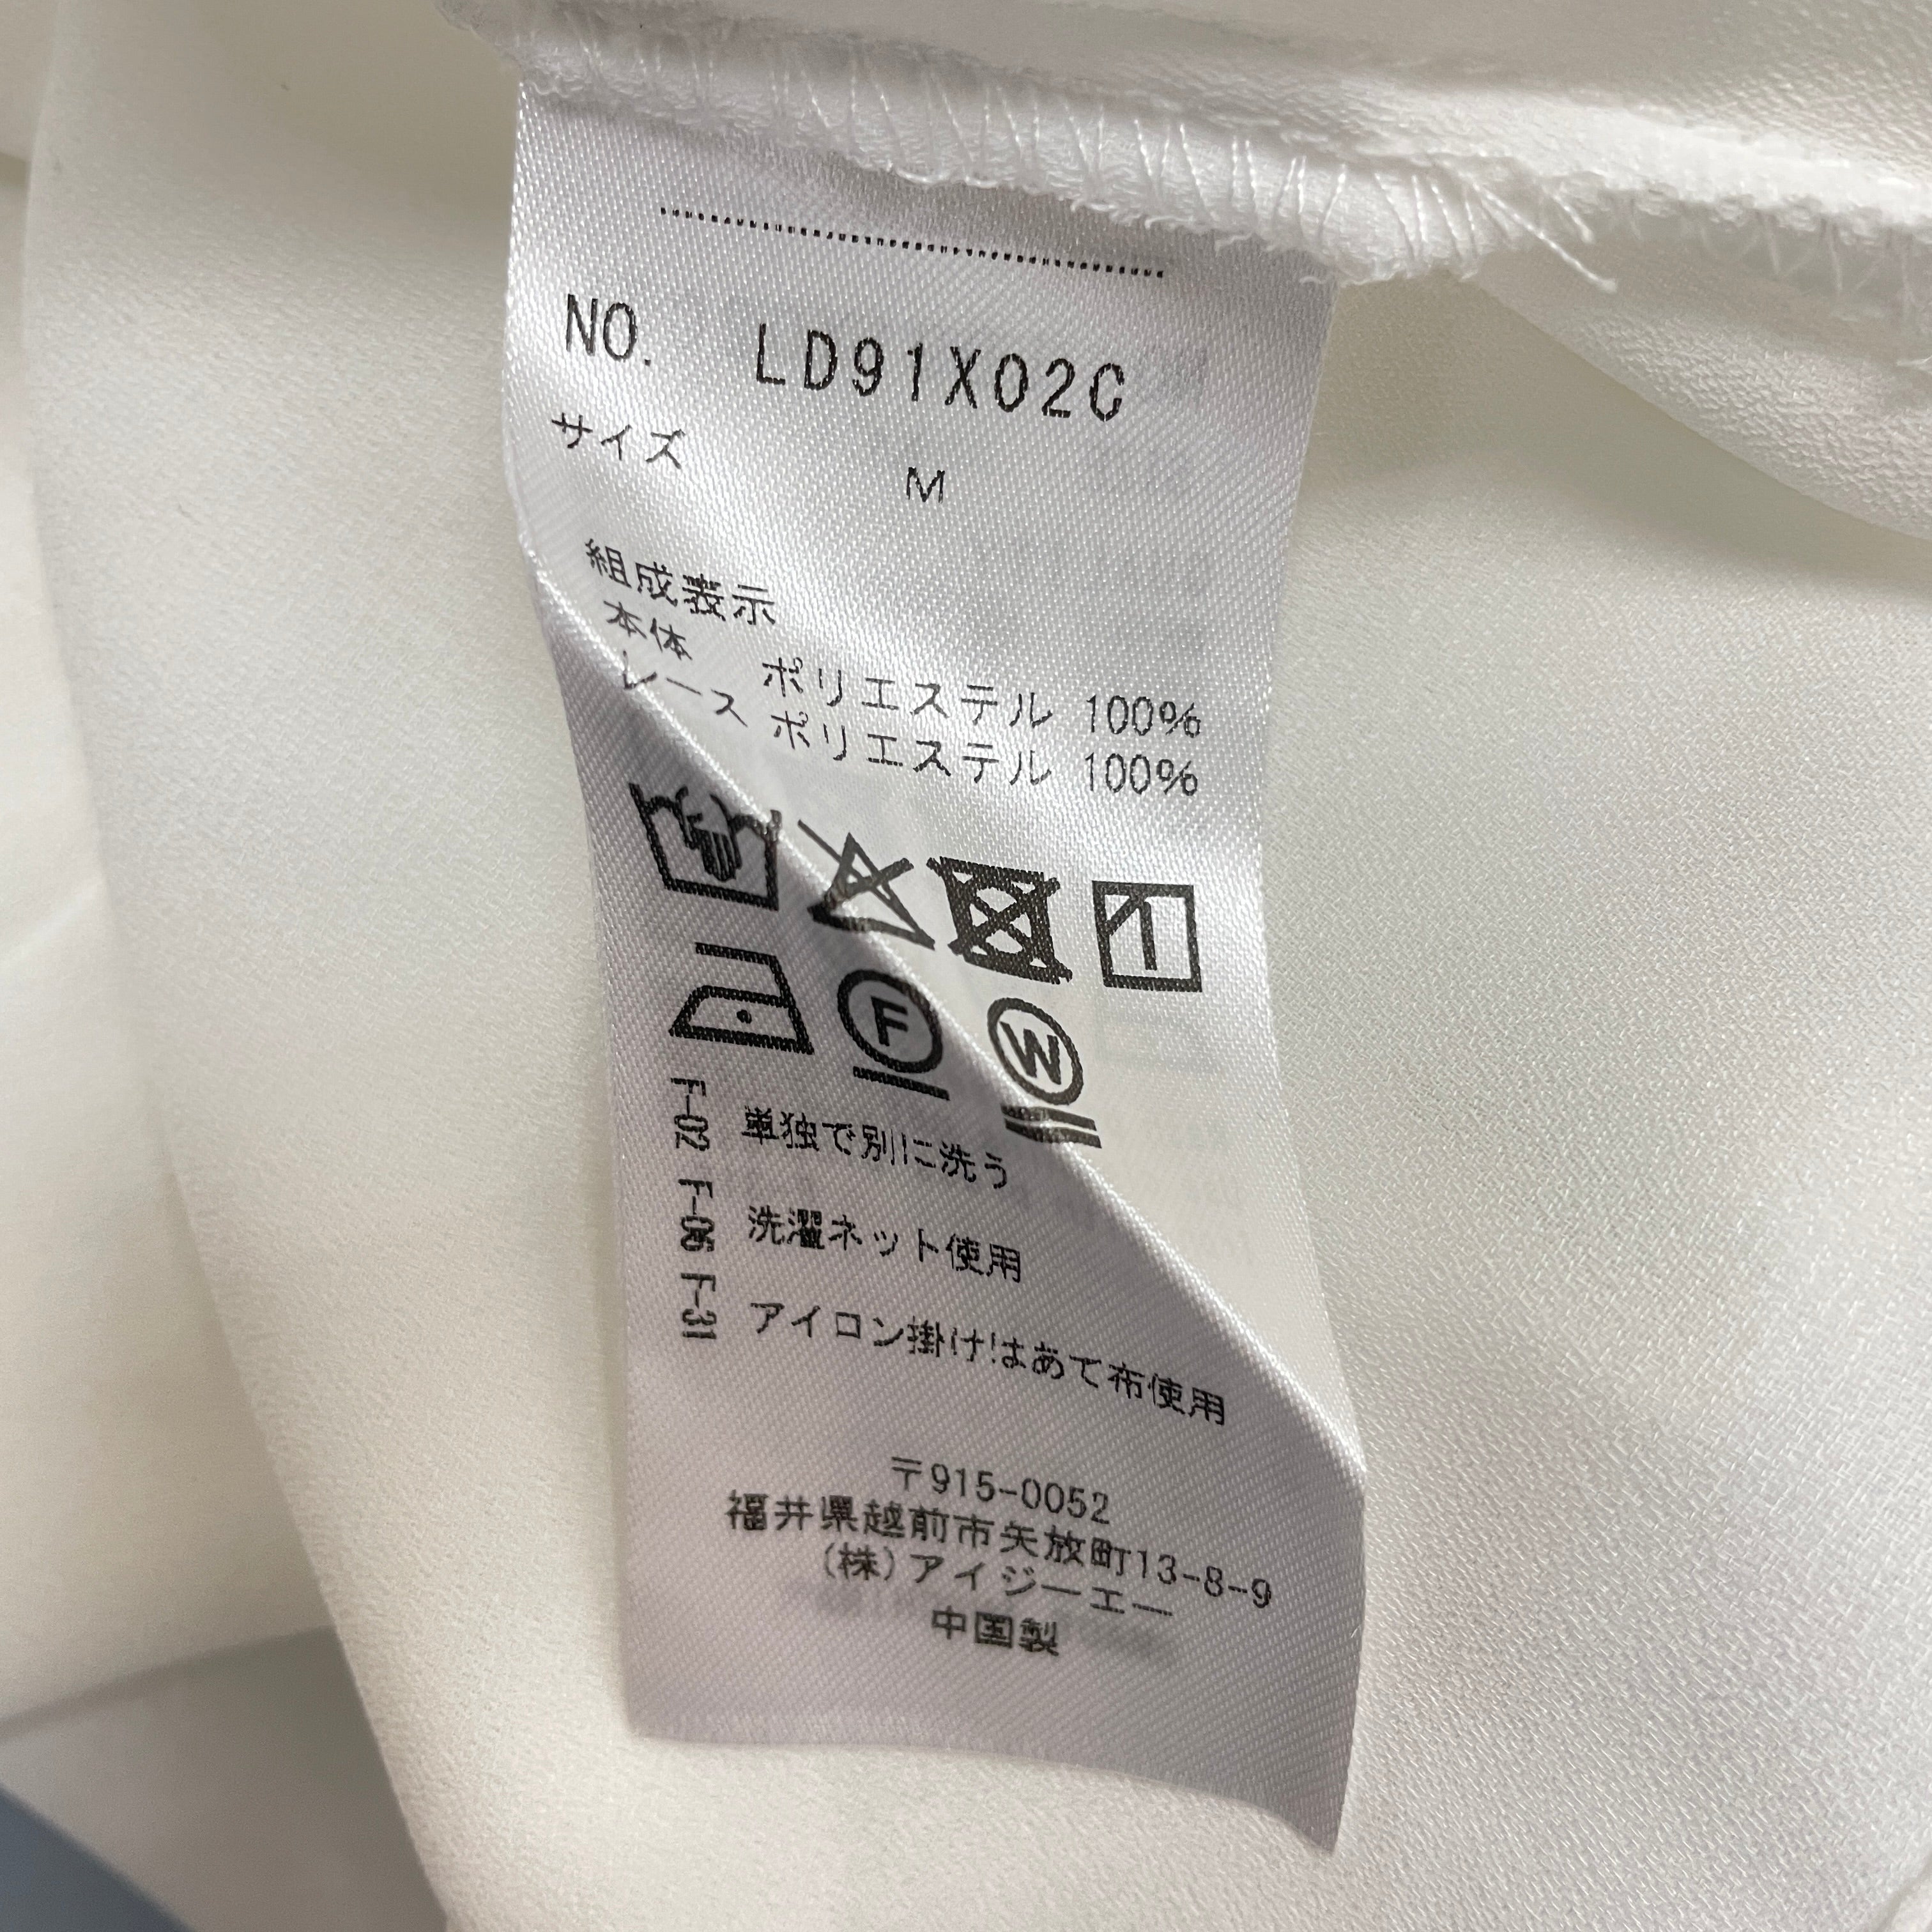 NO. LD91X02C
サイズ M
組成表示
本体 ポリエステル 100%
レース ポリエステル 100%
F
W
F-02 単独で別に洗う
F-06 洗濯ネット使用
F-31 アイロン掛けはあて布使用
〒915-0052
福井県越前市矢放町13-8-9
(株)アイジーエー
中国製